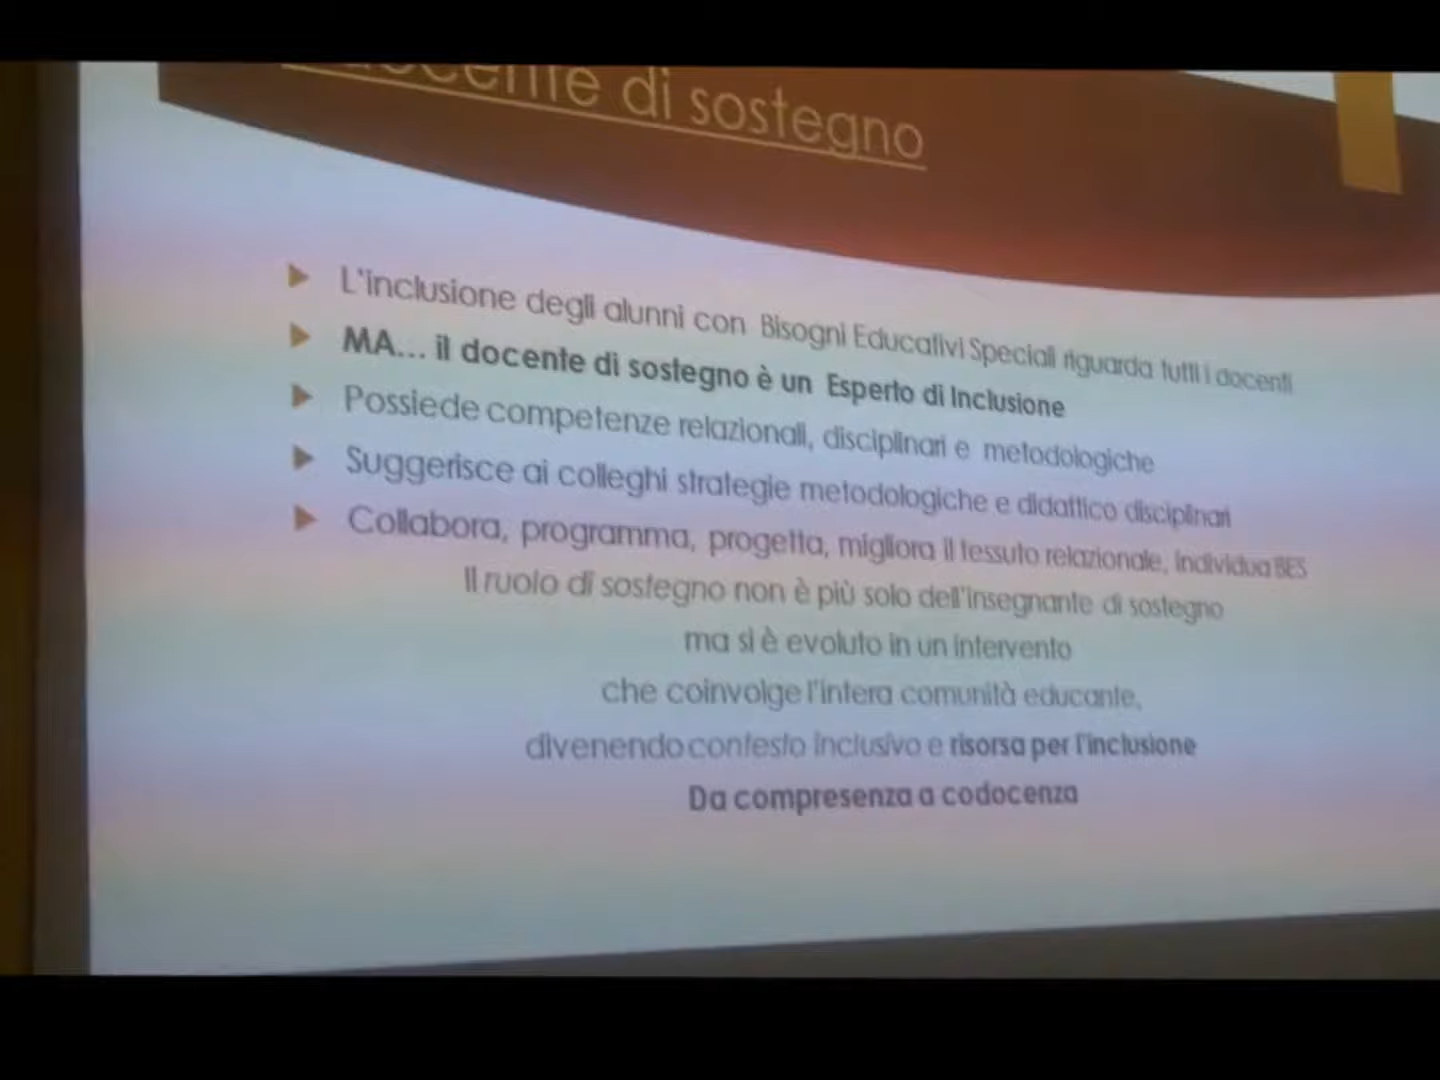 docente di sostegno
L'inclusione degli alunni con Bisogni Educativi Speciali riguarda tutti i docenti
MA... il docente di sostegno è un Esperto di Inclusione
Possiede competenze relazionali, disciplinari e metodologiche
Suggerisce ai colleghi strategie metodologiche e didattico disciplinari
Collabora, programma, progetta, migliora il tessuto relazionale, individua BES
Il ruolo di sostegno non è più solo dell'insegnante di sostegno
ma si è evoluto in un intervento
che coinvolge l'intera comunità educante,
divenendo contesto inclusivo e risorsa per l'inclusione
Da compresenza a codocenza